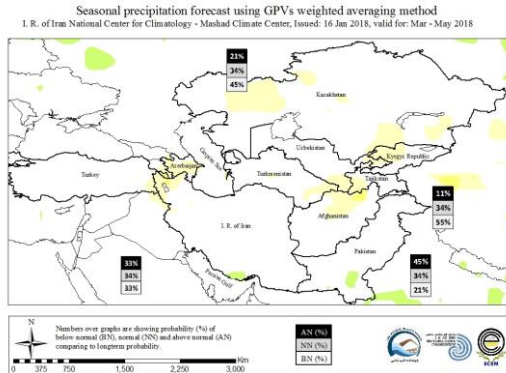 Seasonal precipitation forecast using GPVs weighted averaging method
I. R. of Iran National Center for Climatology - Mashad Climate Center, Issued: 16 Jan 2018, valid for: Mar - May 2018
21%
34%
45%
Kazakhstan
Uzbekistan
Kyrgyz Republic
Azerbaijan
Caspian Sea
Turkey
Turkmenistan
Tajikistan
11%
34%
55%
Afghanistan
I. R. of Iran
Pakistan
33%
34%
33%
45%
34%
21%
Persian Gulf
N
Numbers over graphs are showing probability (%) of
below normal (BN), normal (NN) and above normal (AN)
comparing to longterm probability.
0 375 750 1,500 2,250 3,000
Km
AN (%)
NN (%)
BN (%)
ECEM